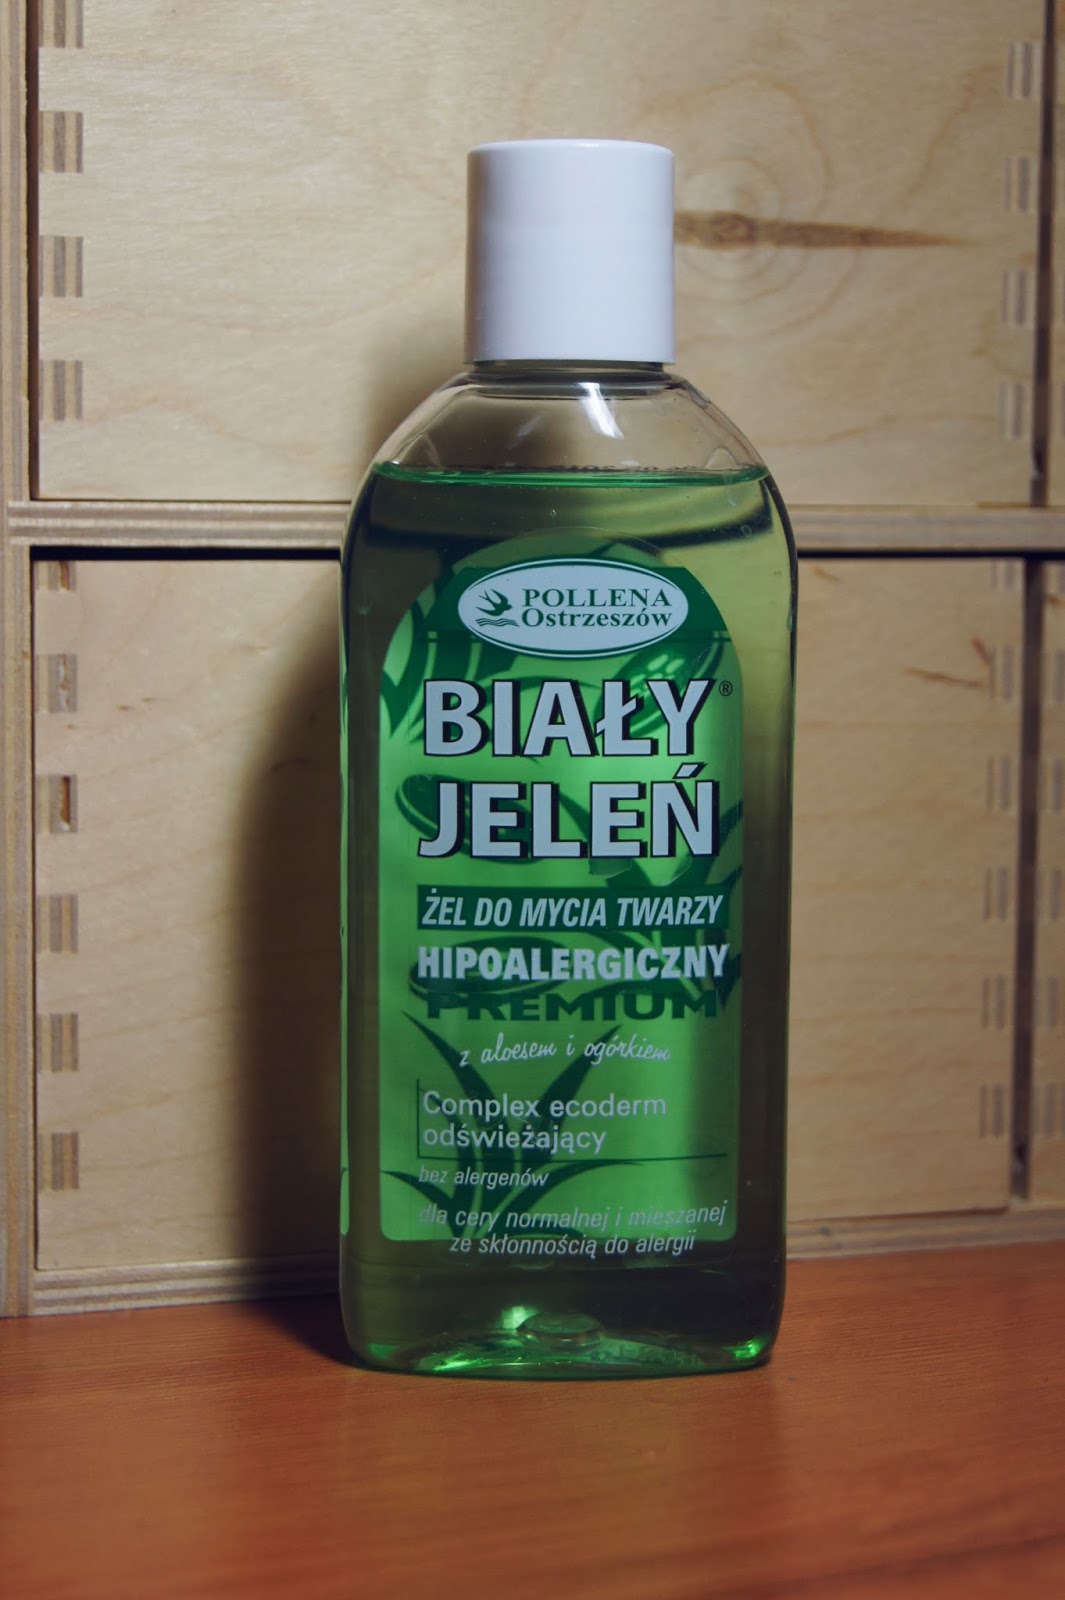 POLLENA
Ostrzeszów
BIAŁY®
JELEŃ
ŻEL DO MYCIA TWARZY
HIPOALERGICZNY
PREMIUM
z aloesem i ogórkiem
Complex ecoderm
odświeżający
bez alergenów
dla cery normalnej i mieszanej
ze skłonnością do alergii